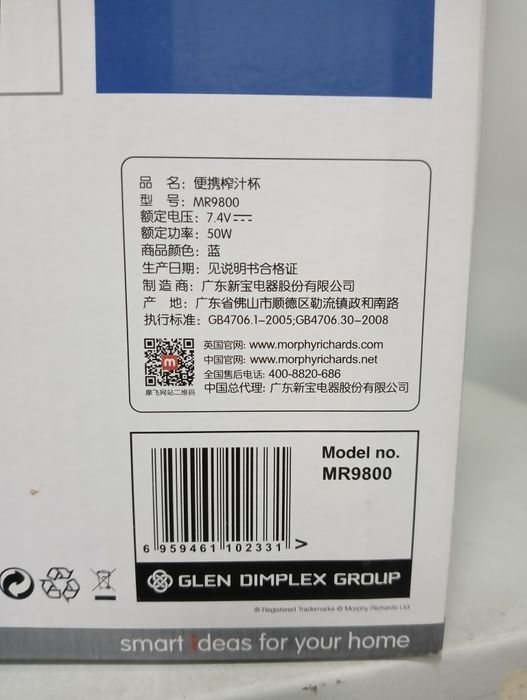 品 名：便携榨汁杯
型 号：MR9800
额定电压：7.4V⎓
额定功率：50W
商品颜色：蓝
生产日期：见说明书合格证
制 造 商：广东新宝电器股份有限公司
产 地：广东省佛山市顺德区勒流镇政和南路
执行标准：GB4706.1-2005;GB4706.30-2008
英国官网：www.morphyrichards.com
中国官网：www.morphyrichards.net
全国售后电话：400-8820-686
中国总代理：广东新宝电器股份有限公司
摩飞网站二维码
Model no.
MR9800
6 959461 102331 >
GLEN DIMPLEX GROUP
® Registered Trademarks © Morphy Richards Ltd
smart ideas for your home